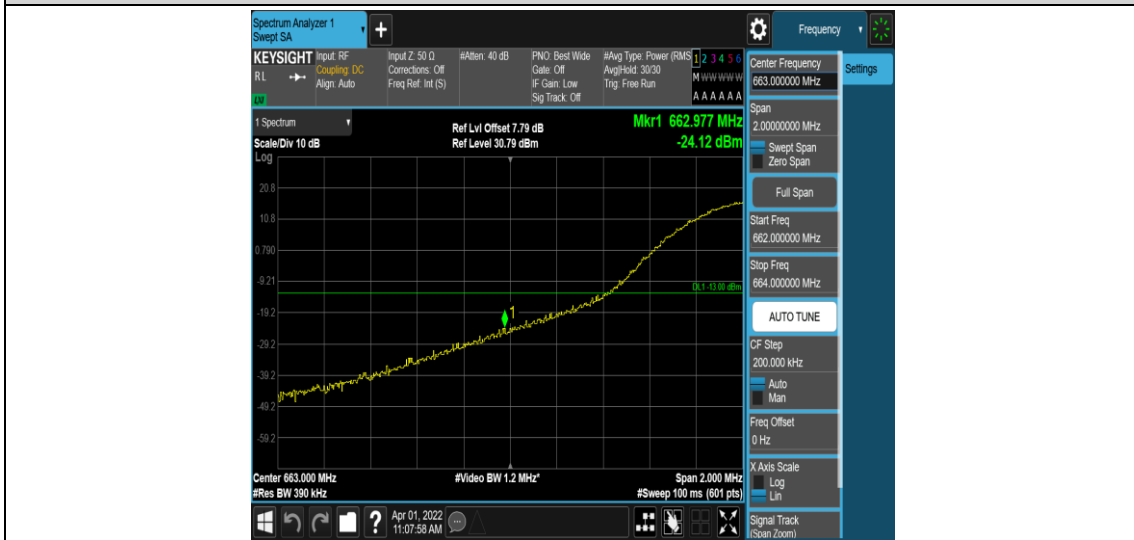 Spectrum Analyzer 1
Swept SA
+
Frequency
KEYSIGHT
RL
Input: RF
Coupling: DC
Align: Auto
Input Z: 50 Ω
Corrections: Off
Freq Ref: Int (S)
#Atten: 40 dB
PNO: Best Wide
Gate: Off
IF Gain: Low
Sig Track: Off
#Avg Type: Power (RMS
Avg|Hold: 30/30
Trig: Free Run
1 2 3 4 5 6
M W W W W W
A A A A A A
1 Spectrum
Scale/Div 10 dB
Log
Ref Lvl Offset 7.79 dB
Ref Level 30.79 dBm
Mkr1 662.977 MHz
-24.12 dBm
20.8
10.8
0.790
-9.21
-19.2
-29.2
-39.2
-49.2
-59.2
DL1 -13.00 dBm
1
Center 663.000 MHz
#Res BW 390 kHz
#Video BW 1.2 MHz*
Span 2.000 MHz
#Sweep 100 ms (601 pts)
Center Frequency
663.000000 MHz
Settings
Span
2.00000000 MHz
Swept Span
Zero Span
Full Span
Start Freq
662.000000 MHz
Stop Freq
664.000000 MHz
AUTO TUNE
CF Step
200.000 kHz
Auto
Man
Freq Offset
0 Hz
X Axis Scale
Log
Lin
Signal Track
(Span Zoom)
?
Apr 01, 2022
11:07:58 AM